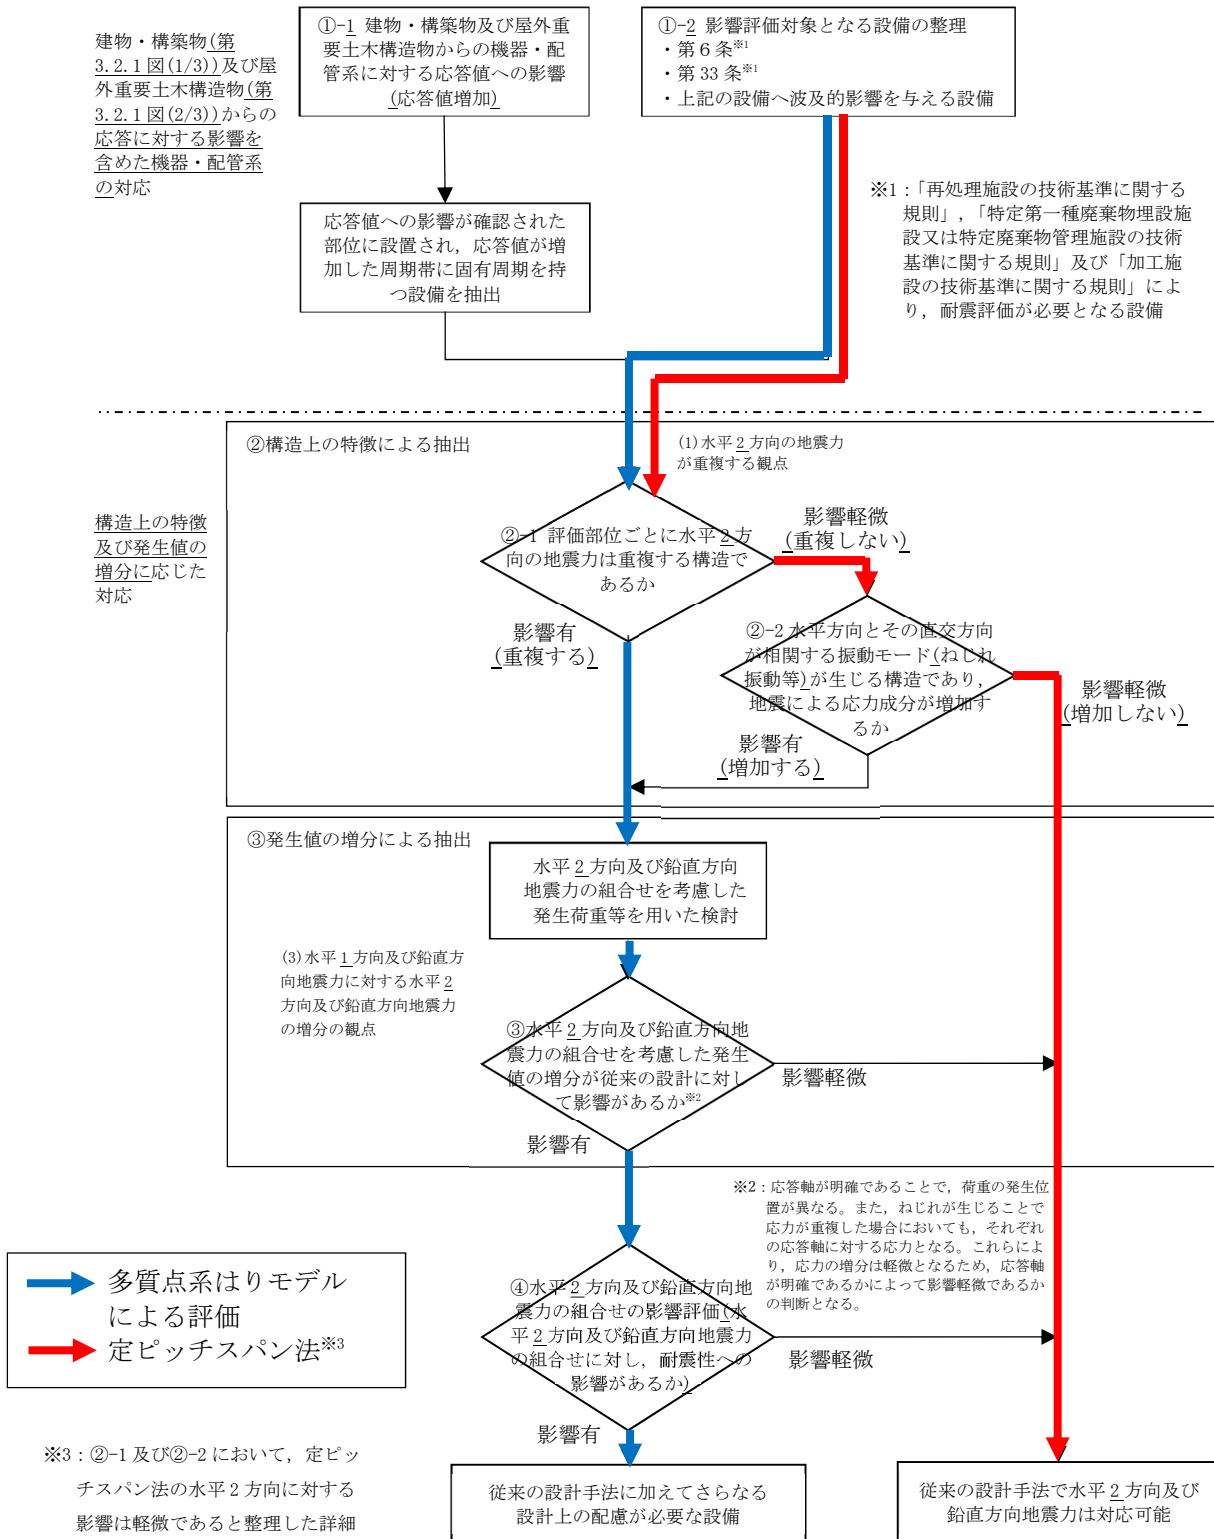 建物・構築物(第
3.2.1図(1/3))及び屋
外重要土木構造物(第
3.2.1図(2/3))からの
応答に対する影響を
含めた機器・配管系
の対応
①-1 建物・構築物及び屋外重
要土木構造物からの機器・配
管系に対する応答値への影響
(応答値増加)
①-2 影響評価対象となる設備の整理
・第6条※1
・第33条※1
・上記の設備へ波及的影響を与える設備
応答値への影響が確認された
部位に設置され，応答値が増
加した周期帯に固有周期を持
つ設備を抽出
※1：「再処理施設の技術基準に関する
規則」，「特定第一種廃棄物埋設施
設又は特定廃棄物管理施設の技術
基準に関する規則」及び「加工施
設の技術基準に関する規則」によ
り，耐震評価が必要となる設備
②構造上の特徴による抽出
(1)水平2方向の地震力
が重複する観点
構造上の特徴
及び発生値の
増分に応じた
対応
②-1 評価部位ごとに水平2方
向の地震力は重複する構造で
あるか
影響軽微
(重複しない)
影響有
(重複する)
②-2水平方向とその直交方向
が相関する振動モード(ねじれ
振動等)が生じる構造であり，
地震による応力成分が増加す
るか
影響軽微
(増加しない)
影響有
(増加する)
③発生値の増分による抽出
水平2方向及び鉛直方向
地震力の組合せを考慮した
発生荷重等を用いた検討
(3)水平1方向及び鉛直方
向地震力に対する水平2
方向及び鉛直方向地震力
の増分の観点
③水平2方向及び鉛直方向地
震力の組合せを考慮した発生
値の増分が従来の設計に対し
て影響があるか※2
影響軽微
影響有
※2：応答軸が明確であることで，荷重の発生位
置が異なる。また，ねじれが生じることで
応力が重複した場合においても，それぞれ
の応答軸に対する応力となる。これらによ
り，応力の増分は軽微となるため，応答軸
が明確であるかによって影響軽微であるか
の判断となる。
多質点系はりモデル
による評価
定ピッチスパン法※3
④水平2方向及び鉛直方向地
震力の組合せの影響評価(水
平2方向及び鉛直方向地震力
の組合せに対し，耐震性への
影響があるか)
影響軽微
影響有
※3：②-1及び②-2において，定ピッ
チスパン法の水平2方向に対する
影響は軽微であると整理した詳細
従来の設計手法に加えてさらなる
設計上の配慮が必要な設備
従来の設計手法で水平2方向及び
鉛直方向地震力は対応可能